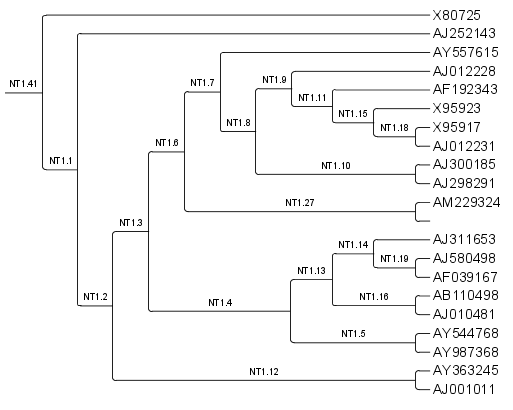 X80725
AJ252143
AY557615
AJ012228
AF192343
X95923
X95917
AJ012231
AJ300185
AJ298291
AM229324
AJ311653
AJ580498
AF039167
AB110498
AJ010481
AY544768
AY987368
AY363245
AJ001011
NT1.41
NT1.1
NT1.2
NT1.3
NT1.6
NT1.7
NT1.8
NT1.9
NT1.11
NT1.15
NT1.18
NT1.10
NT1.27
NT1.4
NT1.13
NT1.14
NT1.19
NT1.16
NT1.5
NT1.12